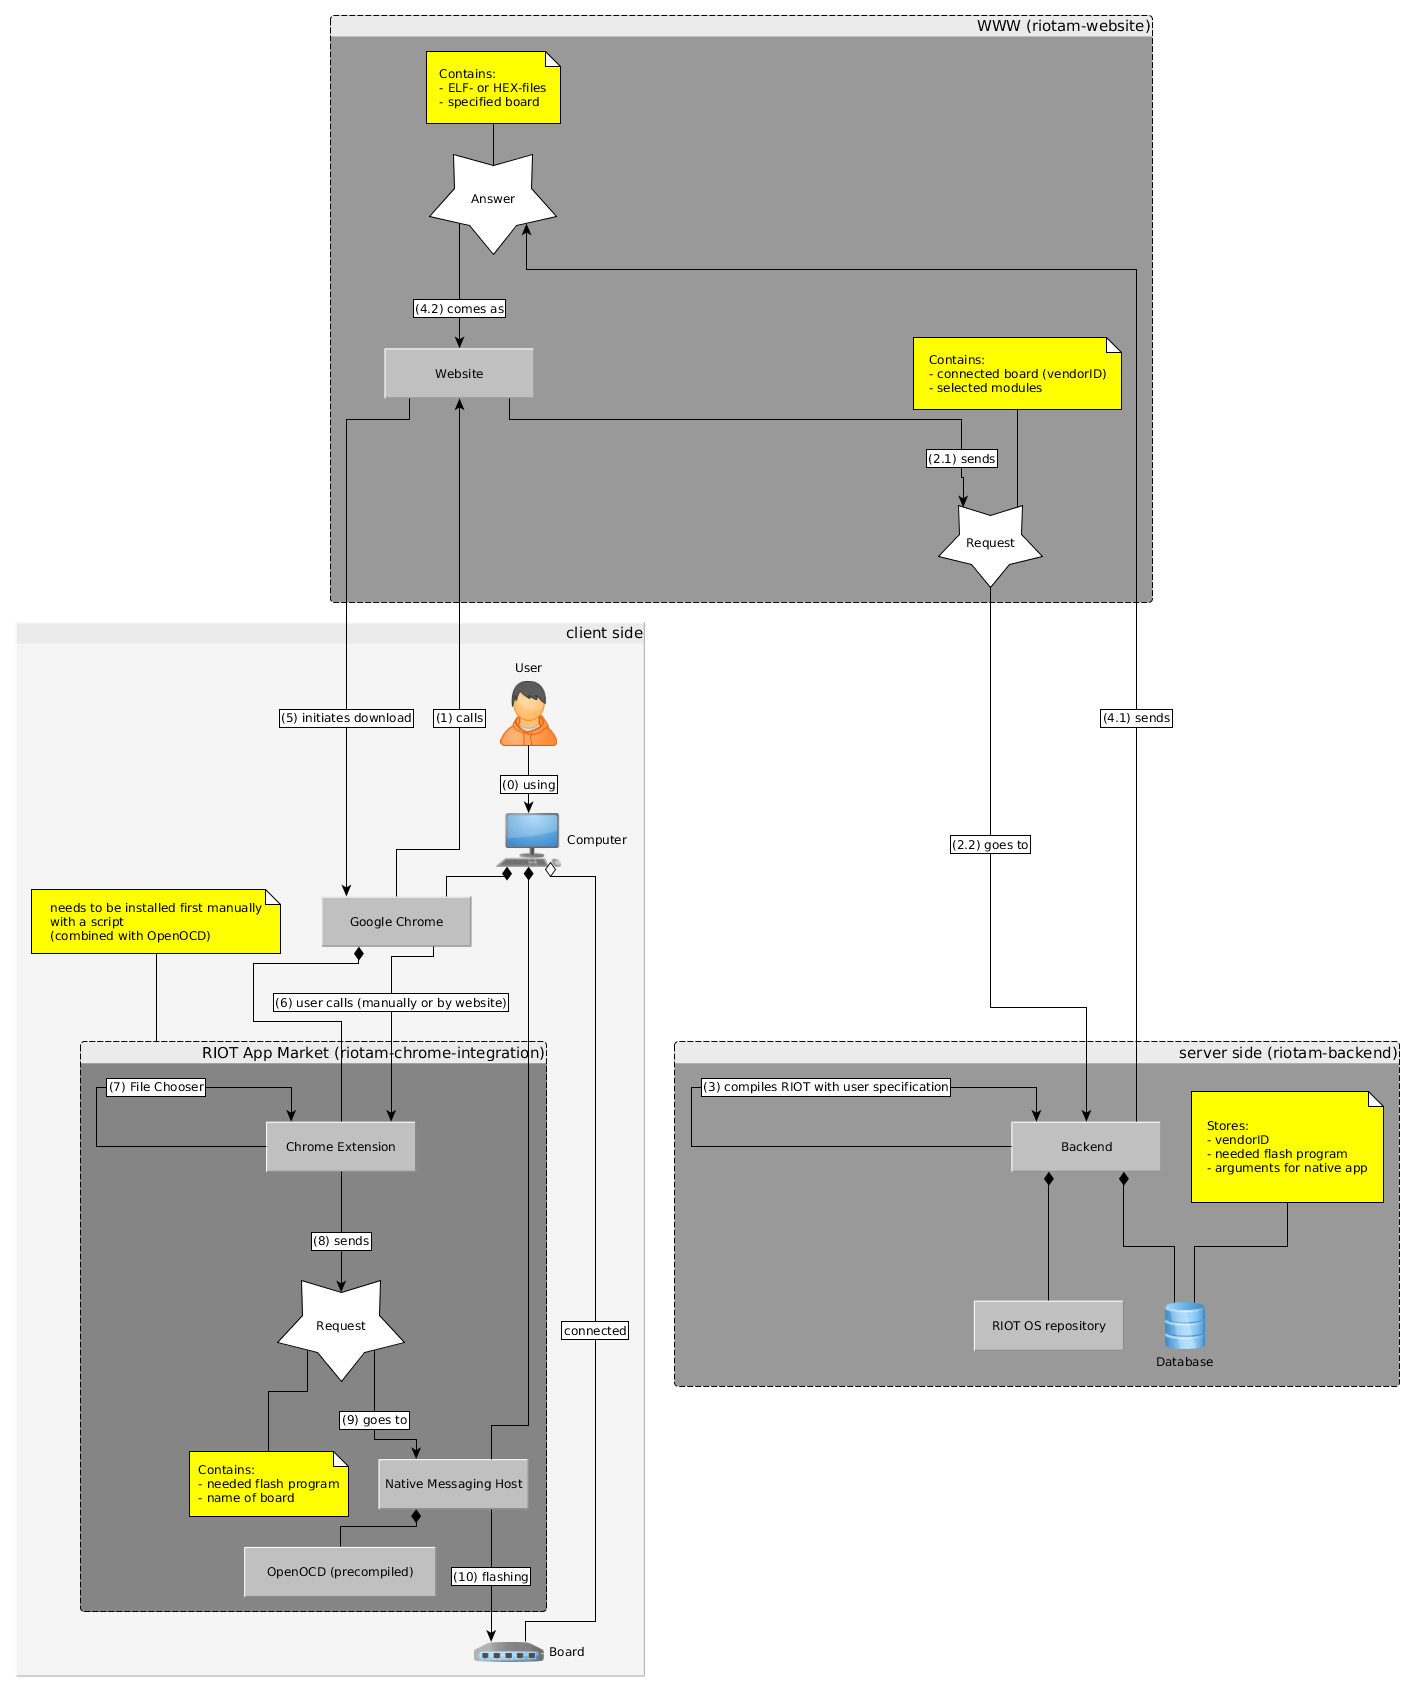 WWW (riotam-website)
Contains:
- ELF- or HEX-files
- specified board
Answer
(4.2) comes as
Website
Contains:
- connected board (vendorID)
- selected modules
(2.1) sends
Request
client side
User
(5) initiates download
(1) calls
(4.1) sends
(0) using
Computer
(2.2) goes to
needs to be installed first manually
with a script
(combined with OpenOCD)
Google Chrome
(6) user calls (manually or by website)
RIOT App Market (riotam-chrome-integration)
(7) File Chooser
Chrome Extension
(8) sends
Request
connected
(9) goes to
Contains:
- needed flash program
- name of board
Native Messaging Host
OpenOCD (precompiled)
(10) flashing
Board
server side (riotam-backend)
(3) compiles RIOT with user specification
Backend
Stores:
- vendorID
- needed flash program
- arguments for native app
RIOT OS repository
Database